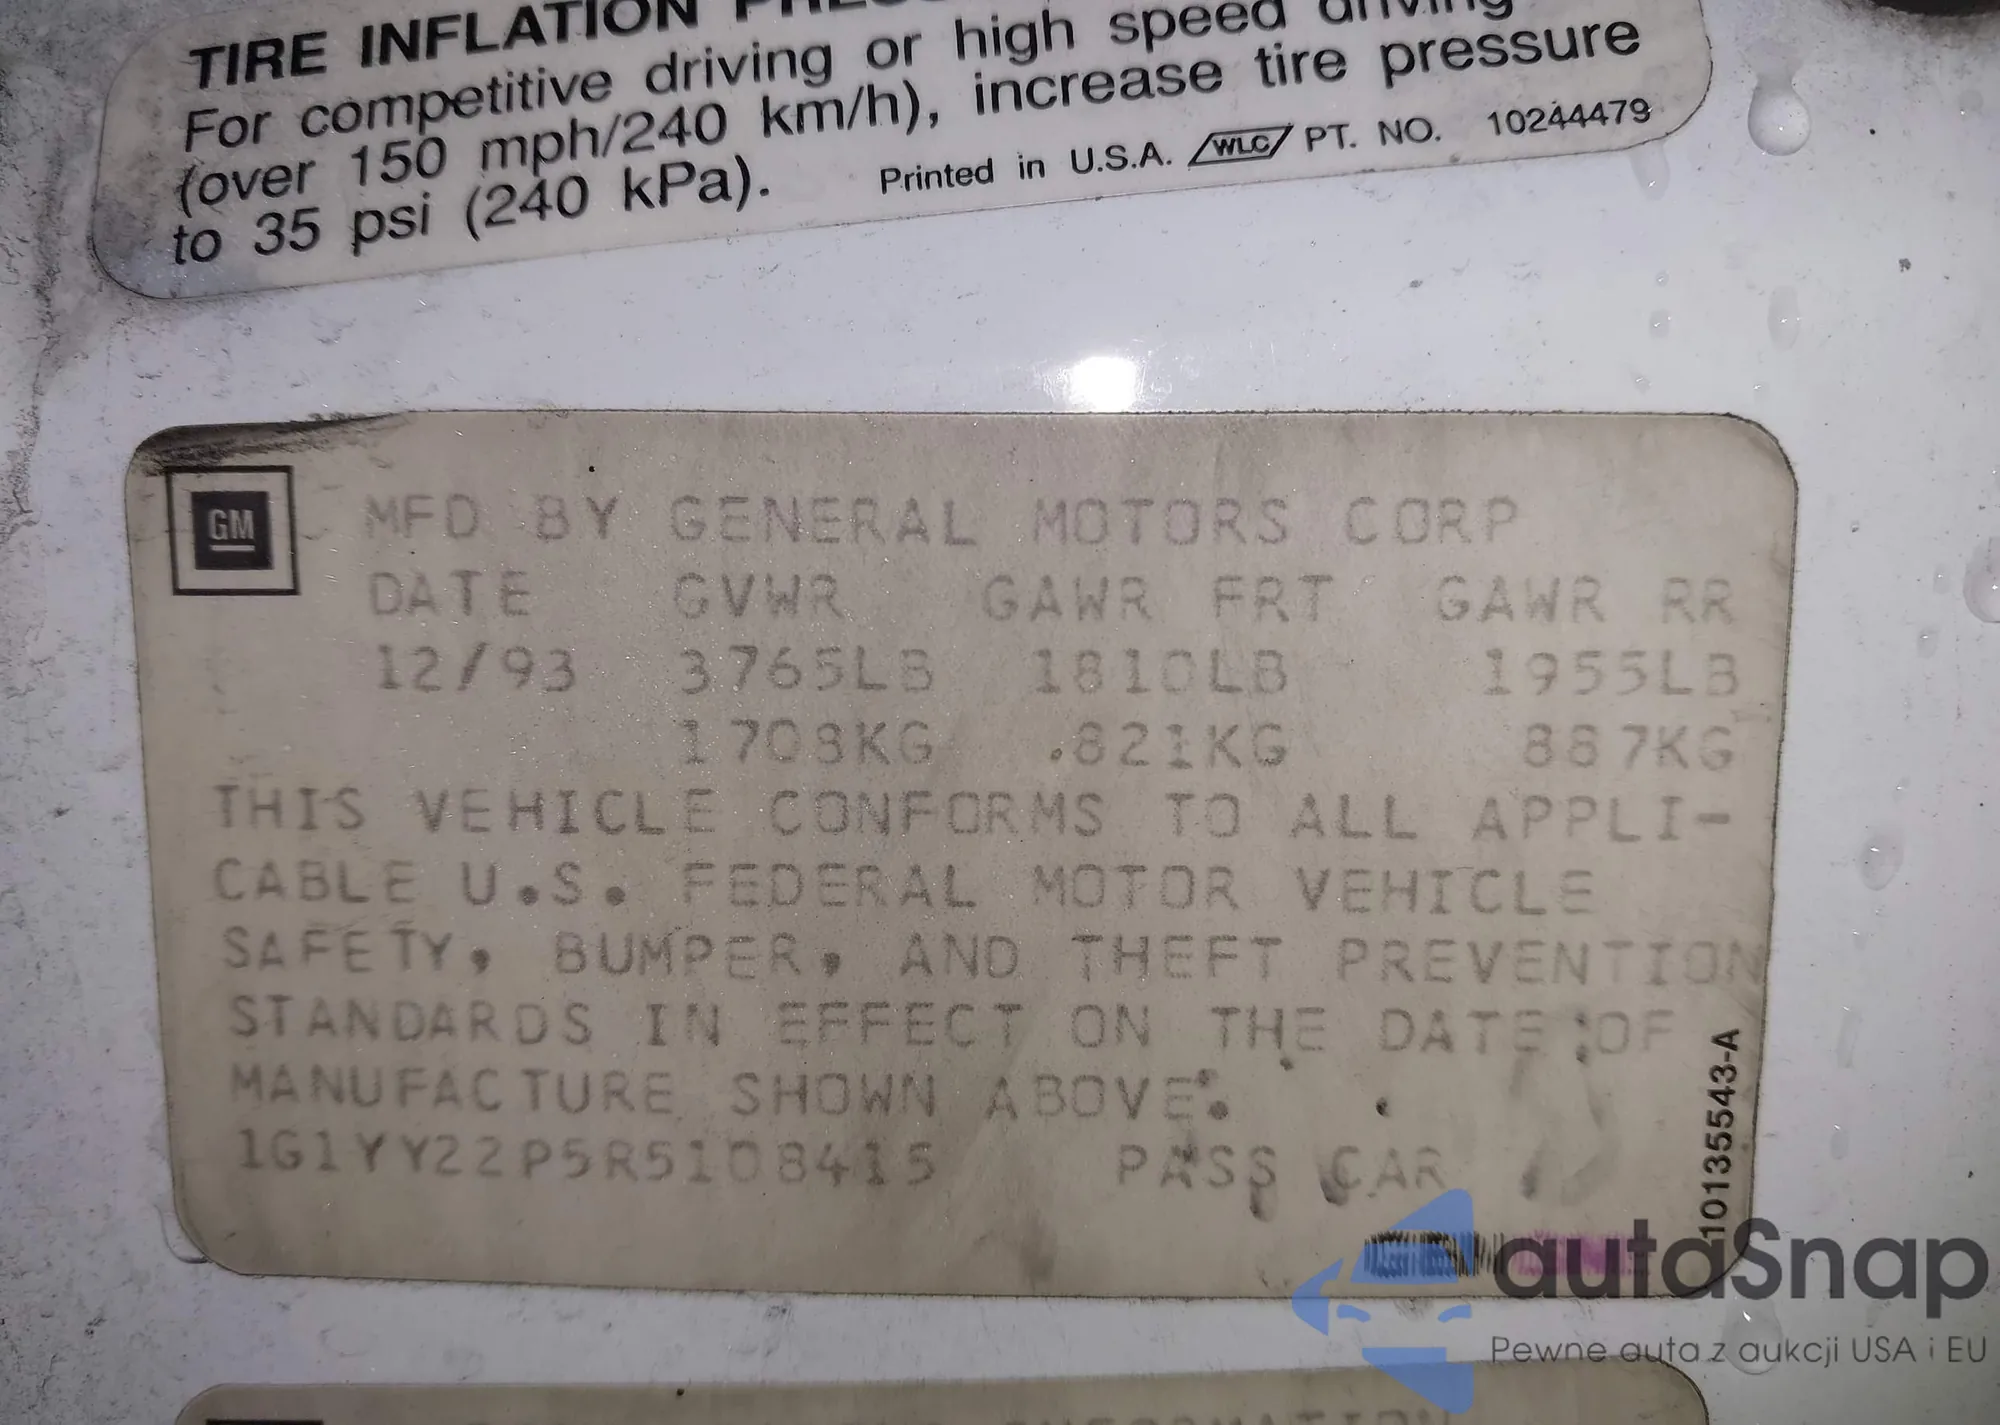 TIRE INFLATION
For competitive driving or high speed driving
(over 150 mph/240 km/h), increase tire pressure
to 35 psi (240 kPa).
Printed in U.S.A. WLC PT. NO. 10244479
GM
MFD BY GENERAL MOTORS CORP
DATE GVWR GAWR FRT GAWR RR
12/93 3765LB 1810LB 1955LB
1708KG 821KG 887KG
THIS VEHICLE CONFORMS TO ALL APPLI-
CABLE U.S. FEDERAL MOTOR VEHICLE
SAFETY, BUMPER, AND THEFT PREVENTION
STANDARDS IN EFFECT ON THE DATE OF
MANUFACTURE SHOWN ABOVE.
1G1YY22P5R5108415 PASS CAR
10135543-A
autaSnap
Pewne auta z aukcji USA i EU